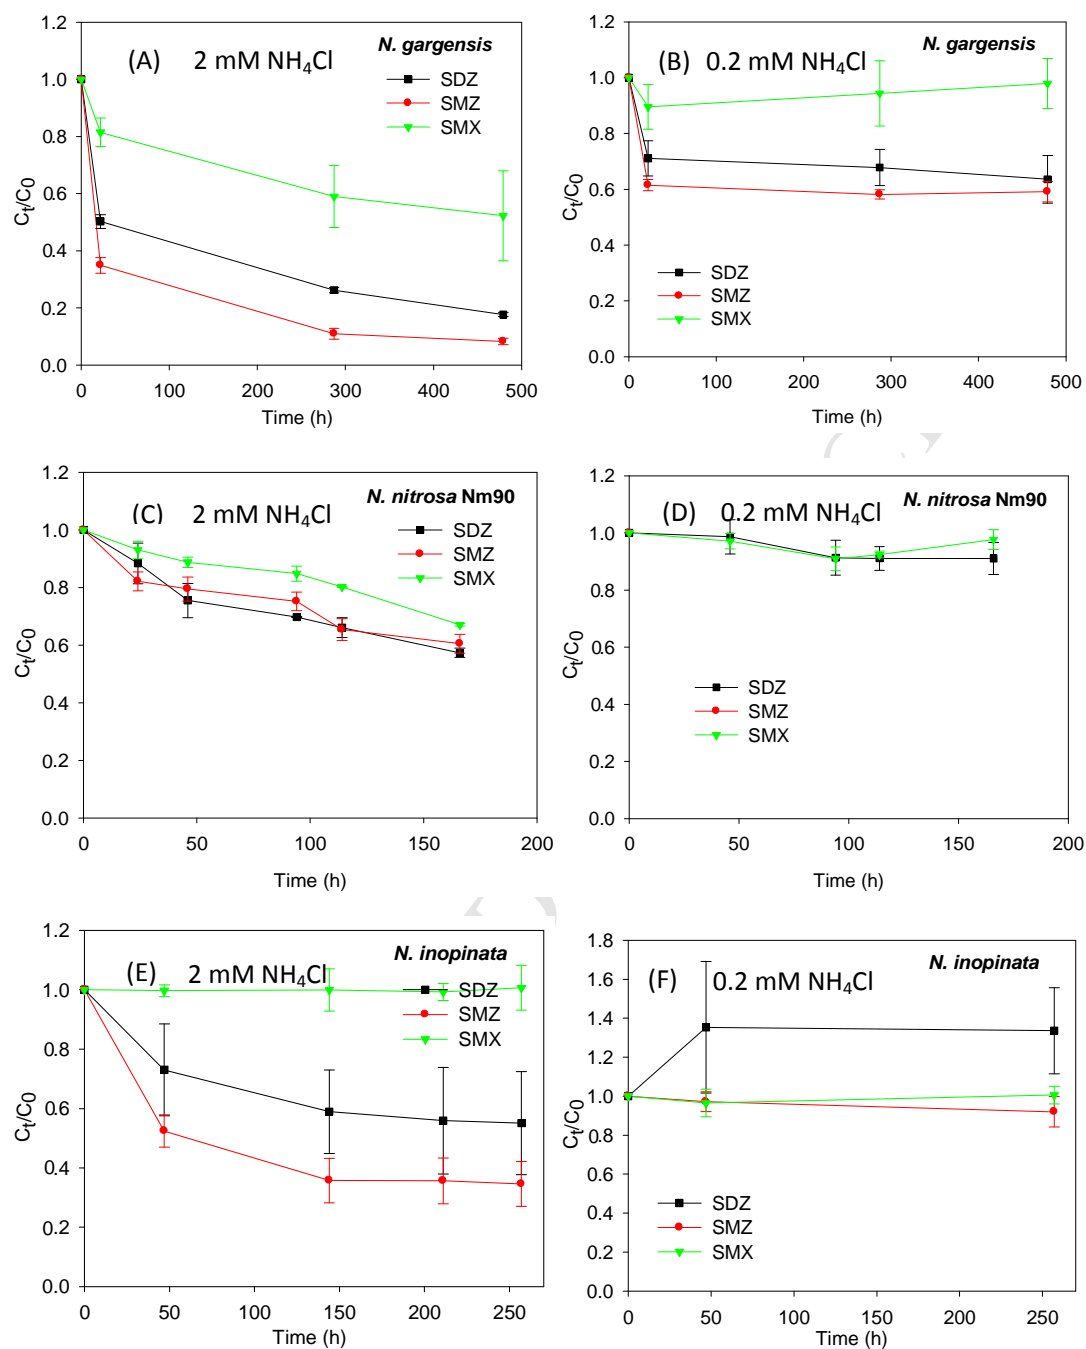 (A) 2 mM NH₄Cl
N. gargensis
SDZ
SMZ
SMX
Cₜ/C₀
1.2
1.0
0.8
0.6
0.4
0.2
0.0
0 100 200 300 400 500
Time (h)
(B) 0.2 mM NH₄Cl
N. gargensis
SDZ
SMZ
SMX
Cₜ/C₀
1.2
1.0
0.8
0.6
0.4
0.2
0.0
0 100 200 300 400 500
Time (h)
(C) 2 mM NH₄Cl
N. nitrosa Nm90
SDZ
SMZ
SMX
Cₜ/C₀
1.2
1.0
0.8
0.6
0.4
0.2
0.0
0 50 100 150 200
Time (h)
(D) 0.2 mM NH₄Cl
N. nitrosa Nm90
SDZ
SMZ
SMX
Cₜ/C₀
1.2
1.0
0.8
0.6
0.4
0.2
0.0
0 50 100 150 200
Time (h)
(E) 2 mM NH₄Cl
N. inopinata
SDZ
SMZ
SMX
Cₜ/C₀
1.2
1.0
0.8
0.6
0.4
0.2
0.0
0 50 100 150 200 250
Time (h)
(F) 0.2 mM NH₄Cl
N. inopinata
SDZ
SMZ
SMX
Cₜ/C₀
1.8
1.6
1.4
1.2
1.0
0.8
0.6
0.4
0.2
0.0
0 50 100 150 200 250
Time (h)